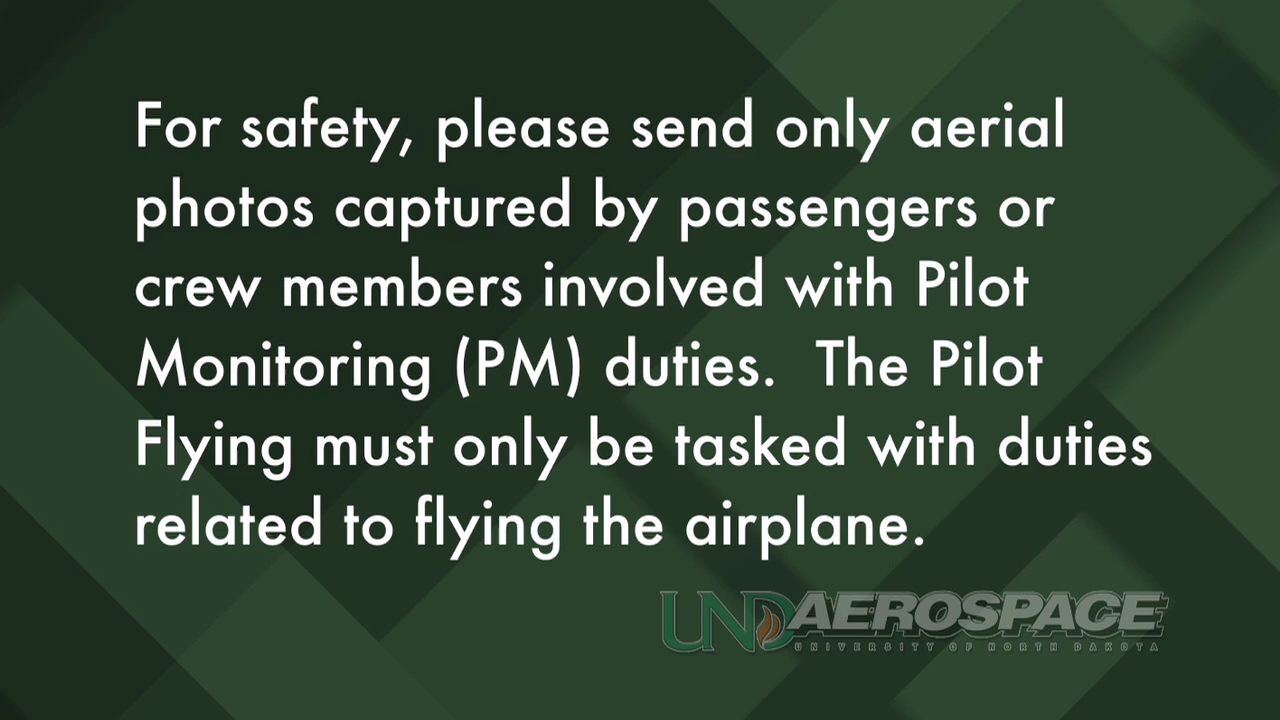 For safety, please send only aerial
photos captured by passengers or
crew members involved with Pilot
Monitoring (PM) duties.  The Pilot
Flying must only be tasked with duties
related to flying the airplane.
UND AEROSPACE
UNIVERSITY OF NORTH DAKOTA